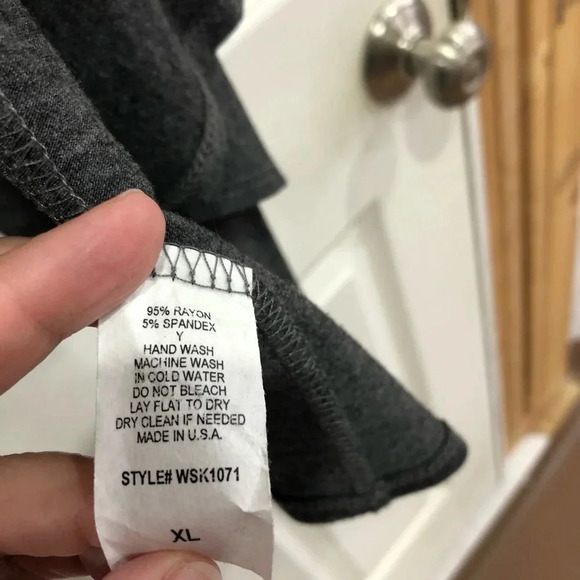 95% RAYON
5% SPANDEX
Y
HAND WASH
MACHINE WASH
IN COLD WATER
DO NOT BLEACH
LAY FLAT TO DRY
DRY CLEAN IF NEEDED
MADE IN U.S.A.
STYLE# WSK1071
XL